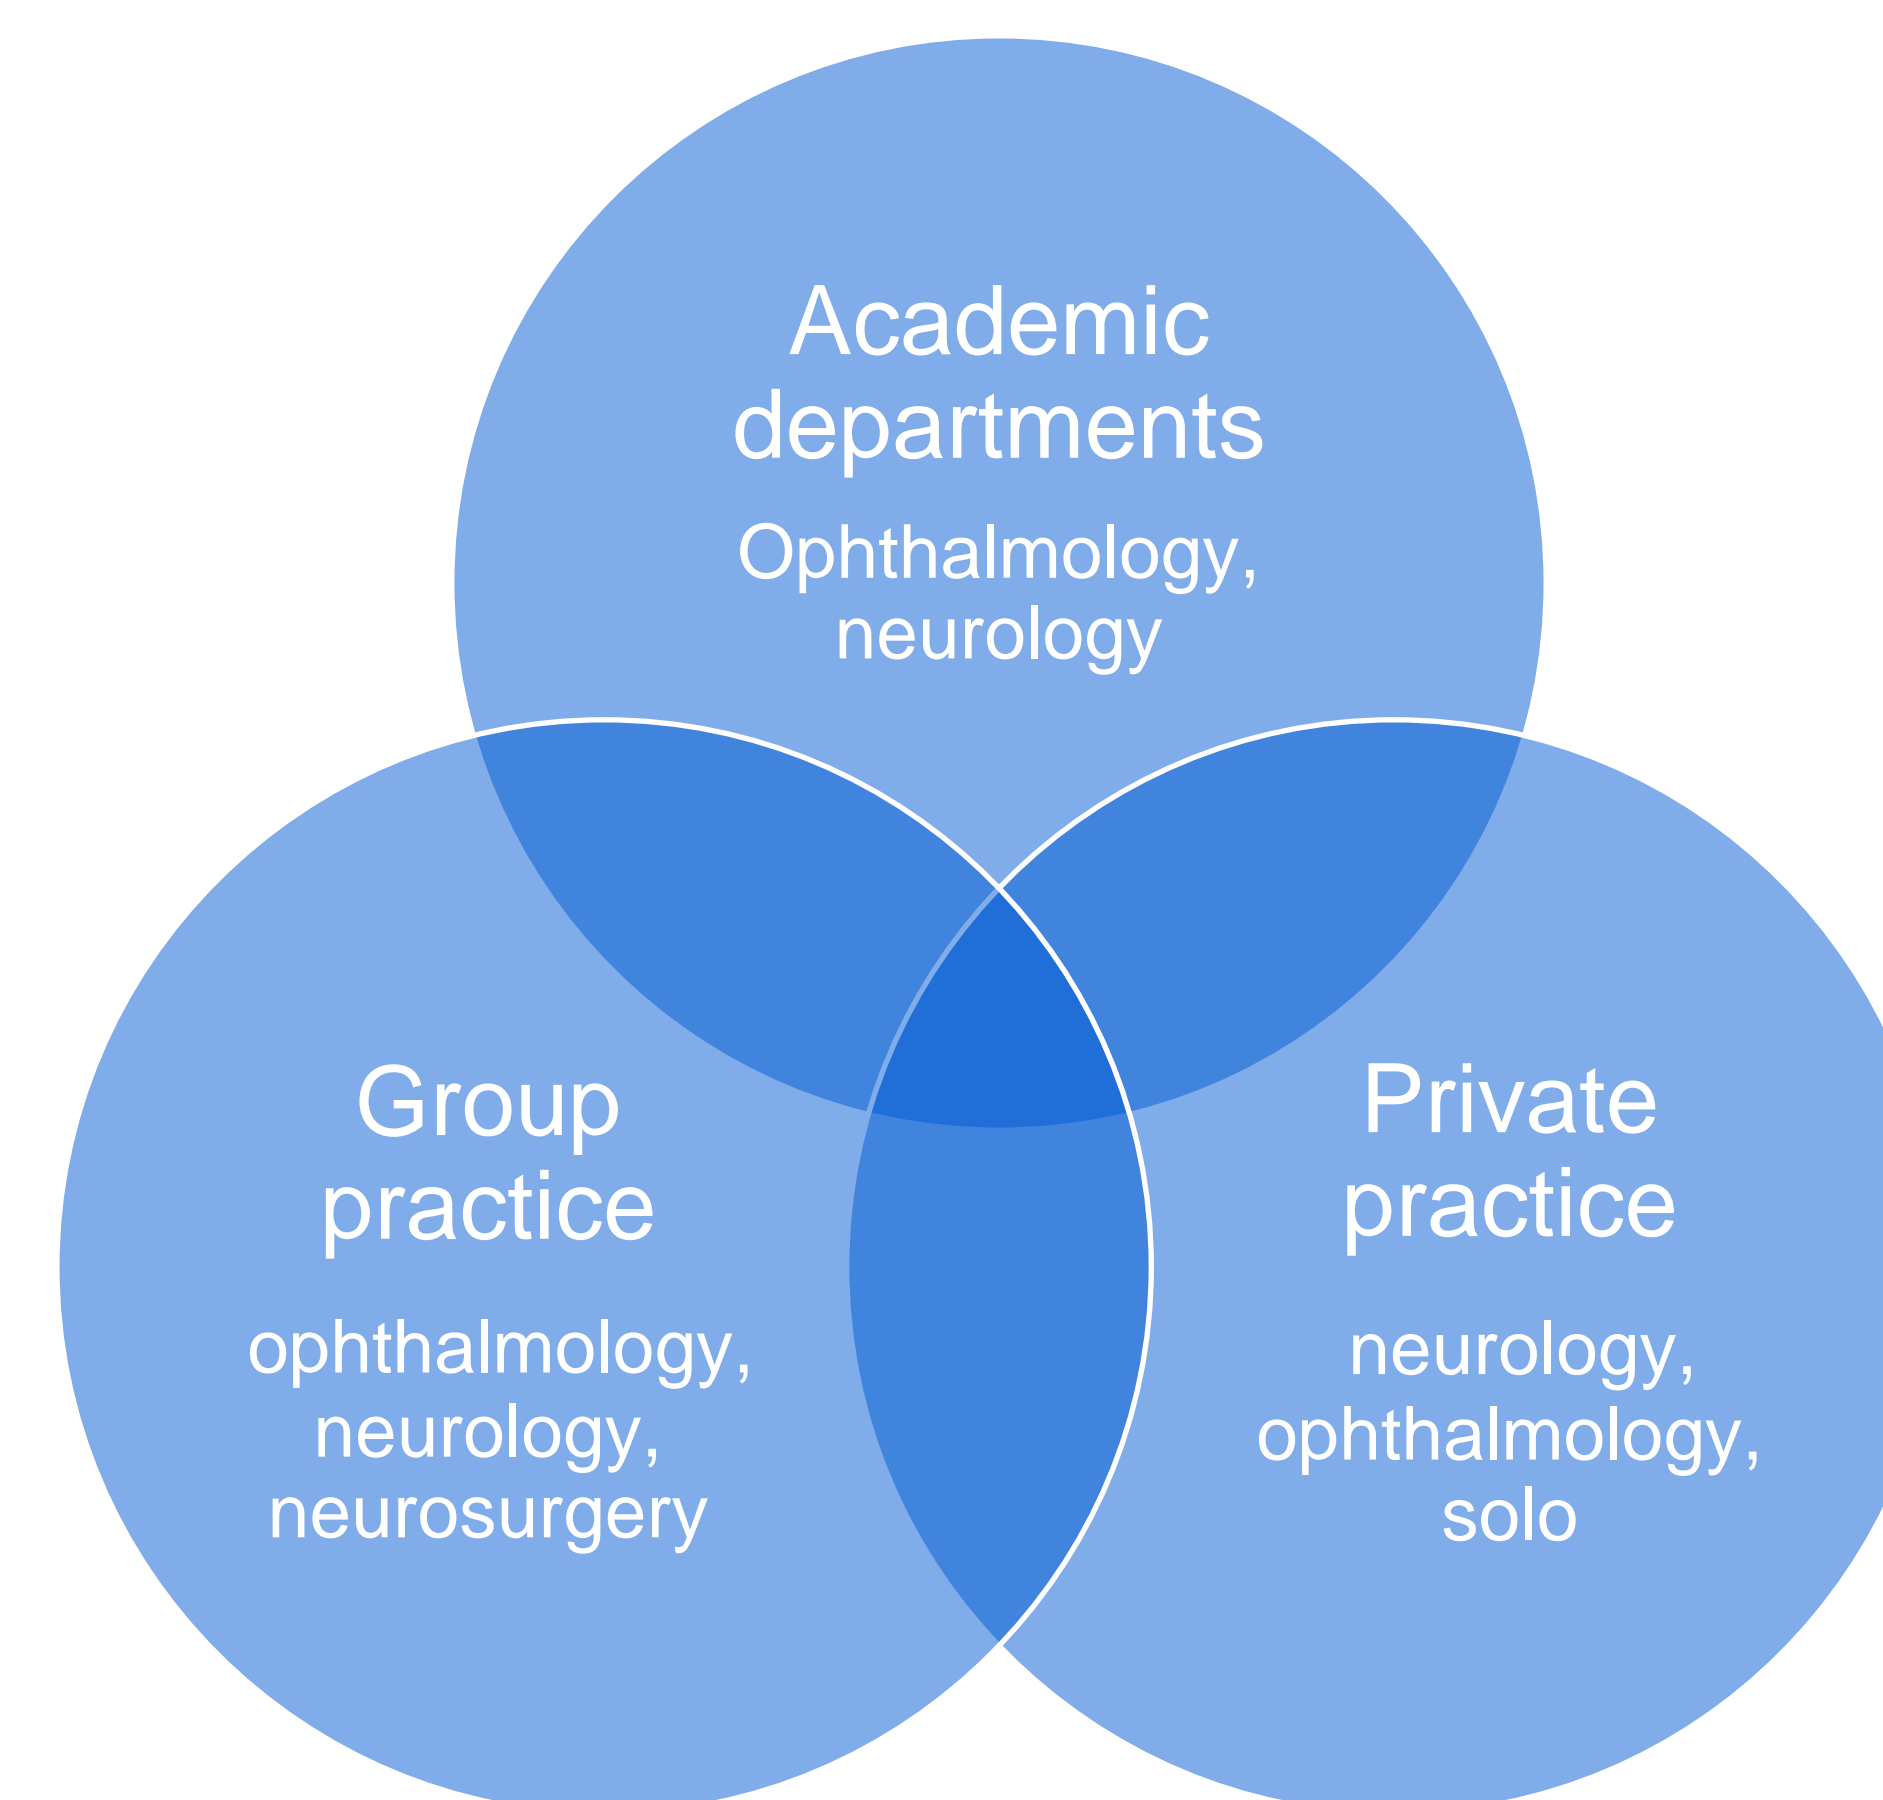 Academic
departments
Ophthalmology,
neurology
Group
practice
ophthalmology,
neurology,
neurosurgery
Private
practice
neurology,
ophthalmology,
solo